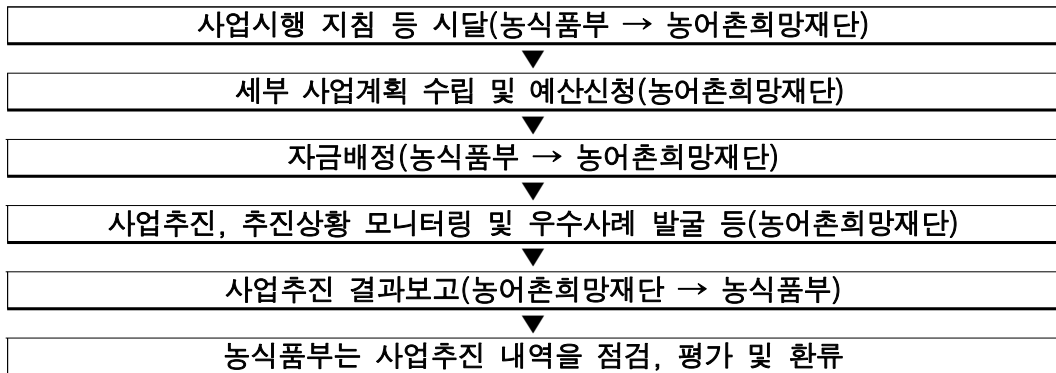 사업시행 지침 등 시달(농식품부 → 농어촌희망재단)
▼
세부 사업계획 수립 및 예산신청(농어촌희망재단)
▼
자금배정(농식품부 → 농어촌희망재단)
▼
사업추진, 추진상황 모니터링 및 우수사례 발굴 등(농어촌희망재단)
▼
사업추진 결과보고(농어촌희망재단 → 농식품부)
▼
농식품부는 사업추진 내역을 점검, 평가 및 환류